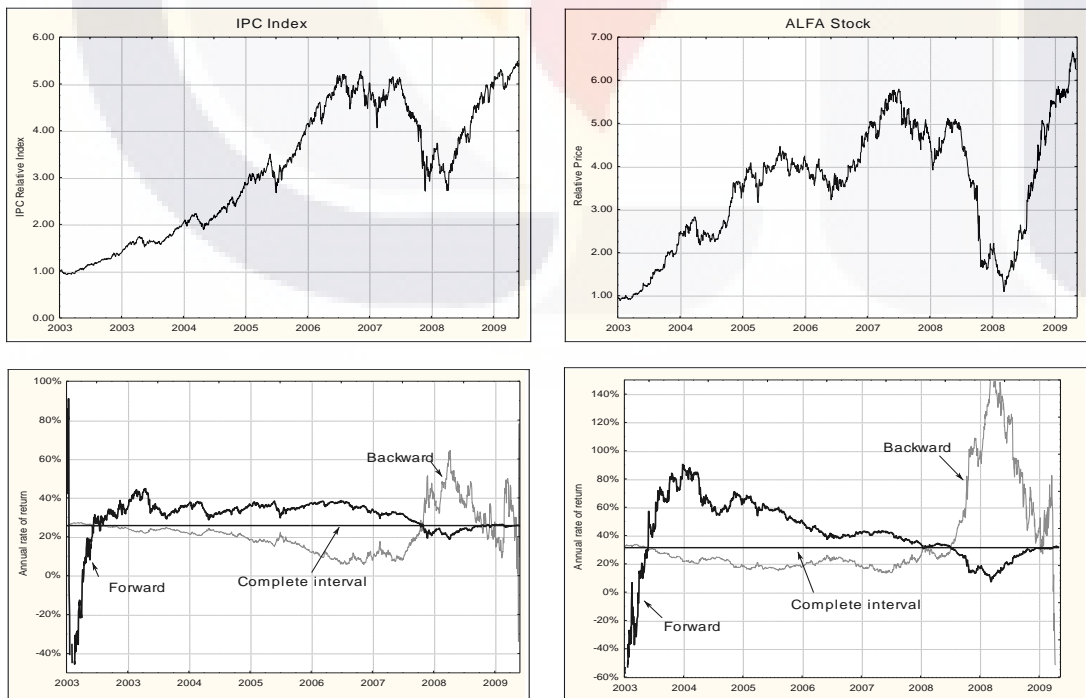 IPC Index
6.00
5.00
4.00
3.00
2.00
1.00
0.00
IPC Relative Index
2003 2003 2004 2005 2006 2007 2008 2009
ALFA Stock
7.00
6.00
5.00
4.00
3.00
2.00
1.00
Relative Price
2003 2004 2005 2005 2007 2008 2008 2009
100%
80%
60%
40%
20%
0%
-20%
-40%
Annual rate of return
Backward
Complete interval
Forward
2003 2003 2004 2005 2006 2007 2008 2009
140%
120%
100%
80%
60%
40%
20%
0%
-20%
-40%
-60%
Annual rate of return
Backward
Complete interval
Forward
2003 2004 2005 2006 2007 2008 2008 2009